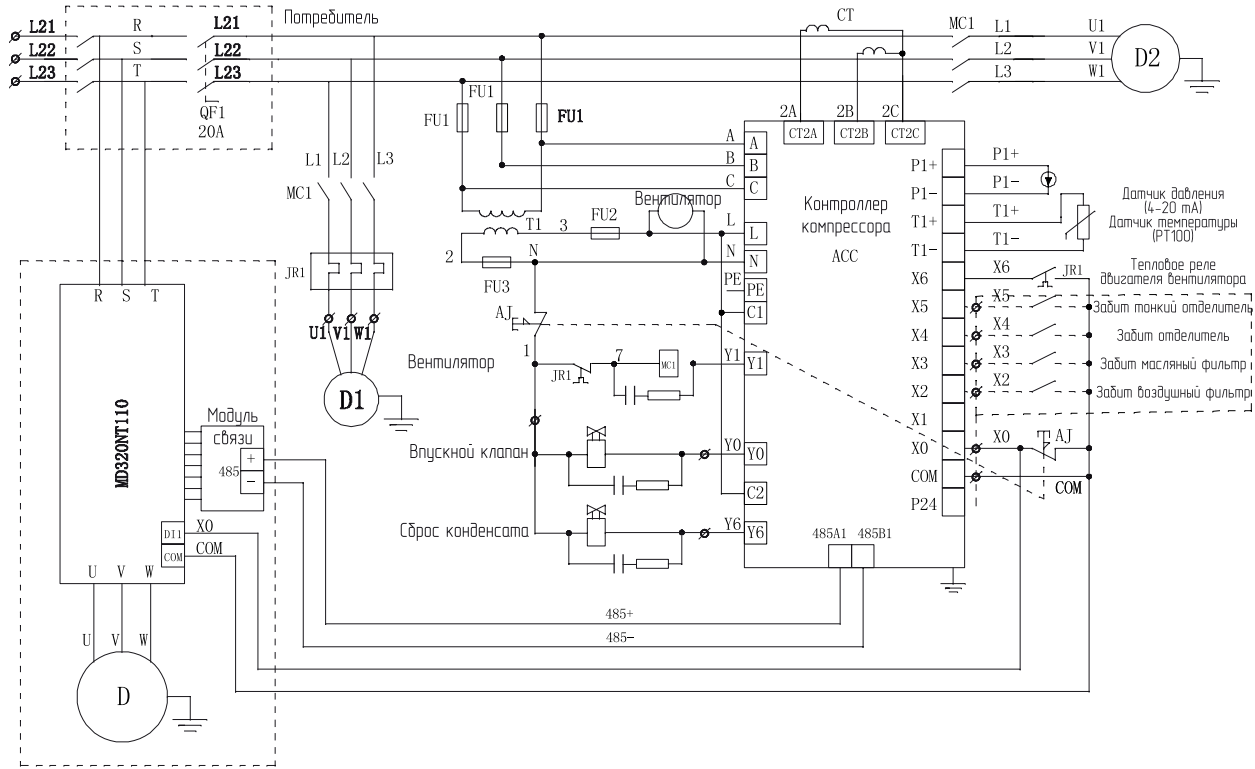 Потребитель
L21
R
L21
L22
S
L22
L23
T
L23
QF1
20A
CT
MC1
L1
L2
L3
U1
V1
W1
D2
FU1
FU1
FU1
L1
L2
L3
MC1
JR1
U1
V1
W1
D1
A
B
C
A
B
C
2A
2B
2C
CT2A
CT2B
CT2C
Вентилятор
T1
3
FU2
L
L
2
FU3
N
N
N
PE
PE
C1
AJ
1
Вентилятор
JR1
7
MC1
Y1
Y1
Впускной клапан
Y0
Y0
C2
Сброс конденсата
Y6
Y6
Контроллер
компрессора
ACC
P1+
P1-
T1+
T1-
X6
X5
X4
X3
X2
X1
X0
COM
P24
485A1
485B1
P1+
P1-
T1+
T1-
X6
JR1
X5
X4
X3
X2
X0
AJ
COM
Датчик давления
(4-20 mA)
Датчик температуры
(PT100)
Тепловое реле
двигателя вентилятора
Забит тонкий отделитель
Забит отделитель
Забит масляный фильтр
Забит воздушный фильтр
R
S
T
MD320NT110
Модуль
связи
485
+
-
DI1
X0
COM
COM
U
V
W
U
V
W
D
485+
485-